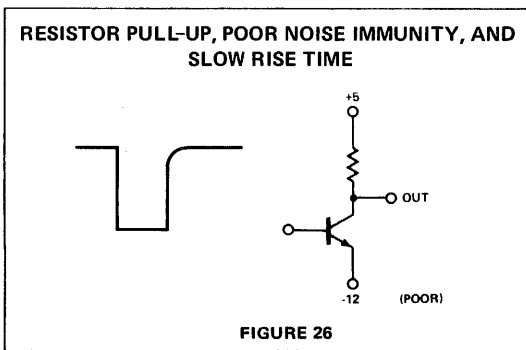 RESISTOR PULL-UP, POOR NOISE IMMUNITY, AND
SLOW RISE TIME
+5
OUT
-12
(POOR)
FIGURE 26